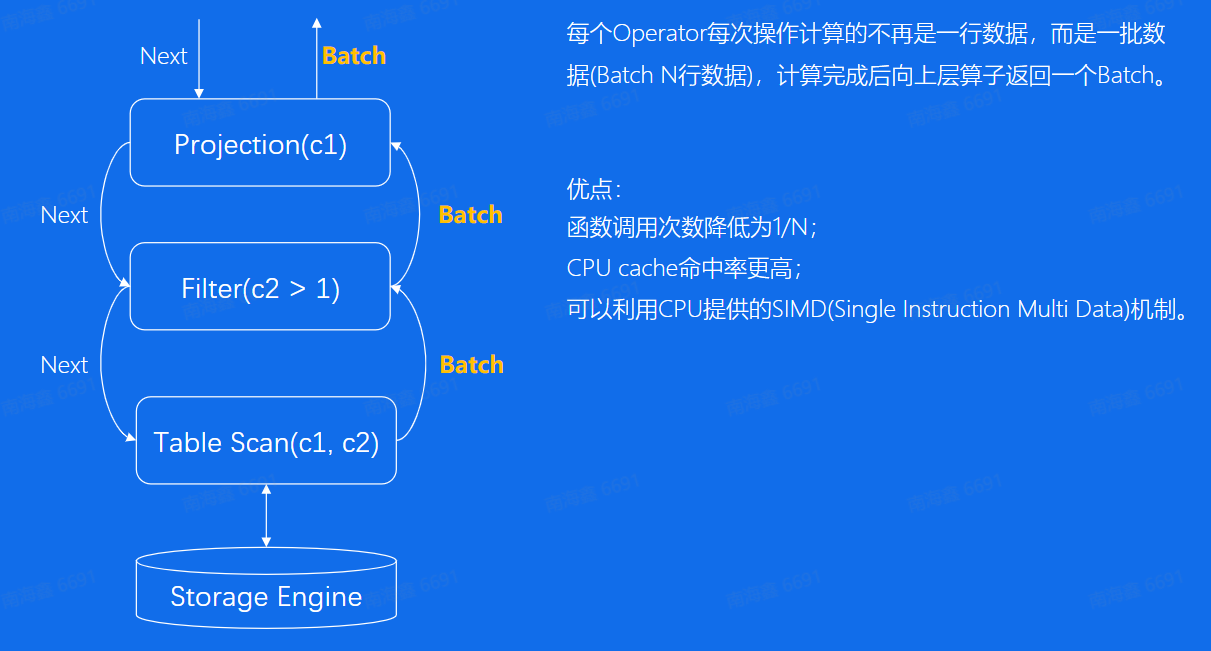 Next
Batch
每个Operator每次操作计算的不再是一行数据，而是一批数
据(Batch N行数据)，计算完成后向上层算子返回一个Batch。
Projection(c1)
优点：
Next
Batch
函数调用次数降低为1/N；
CPU cache命中率更高；
Filter(c2 > 1)
可以利用CPU提供的SIMD(Single Instruction Multi Data)机制。
Next
Batch
Table Scan(c1, c2)
Storage Engine
南海鑫 6691